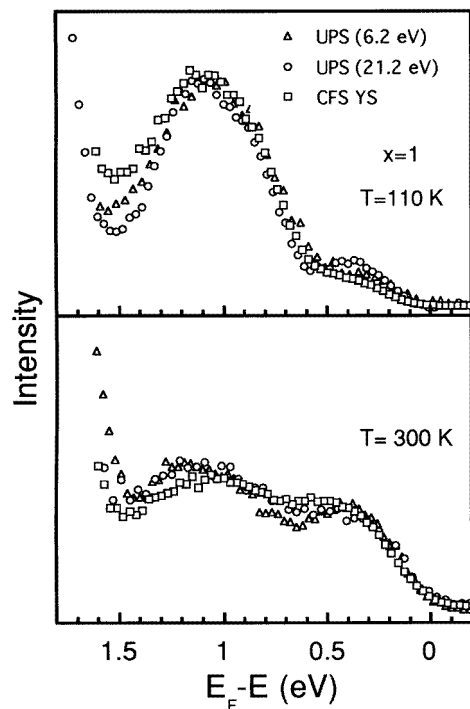 △ UPS (6.2 eV)
○ UPS (21.2 eV)
□ CFS YS
x=1
T=110 K
Intensity
T= 300 K
1.5 1 0.5 0
E_F-E (eV)